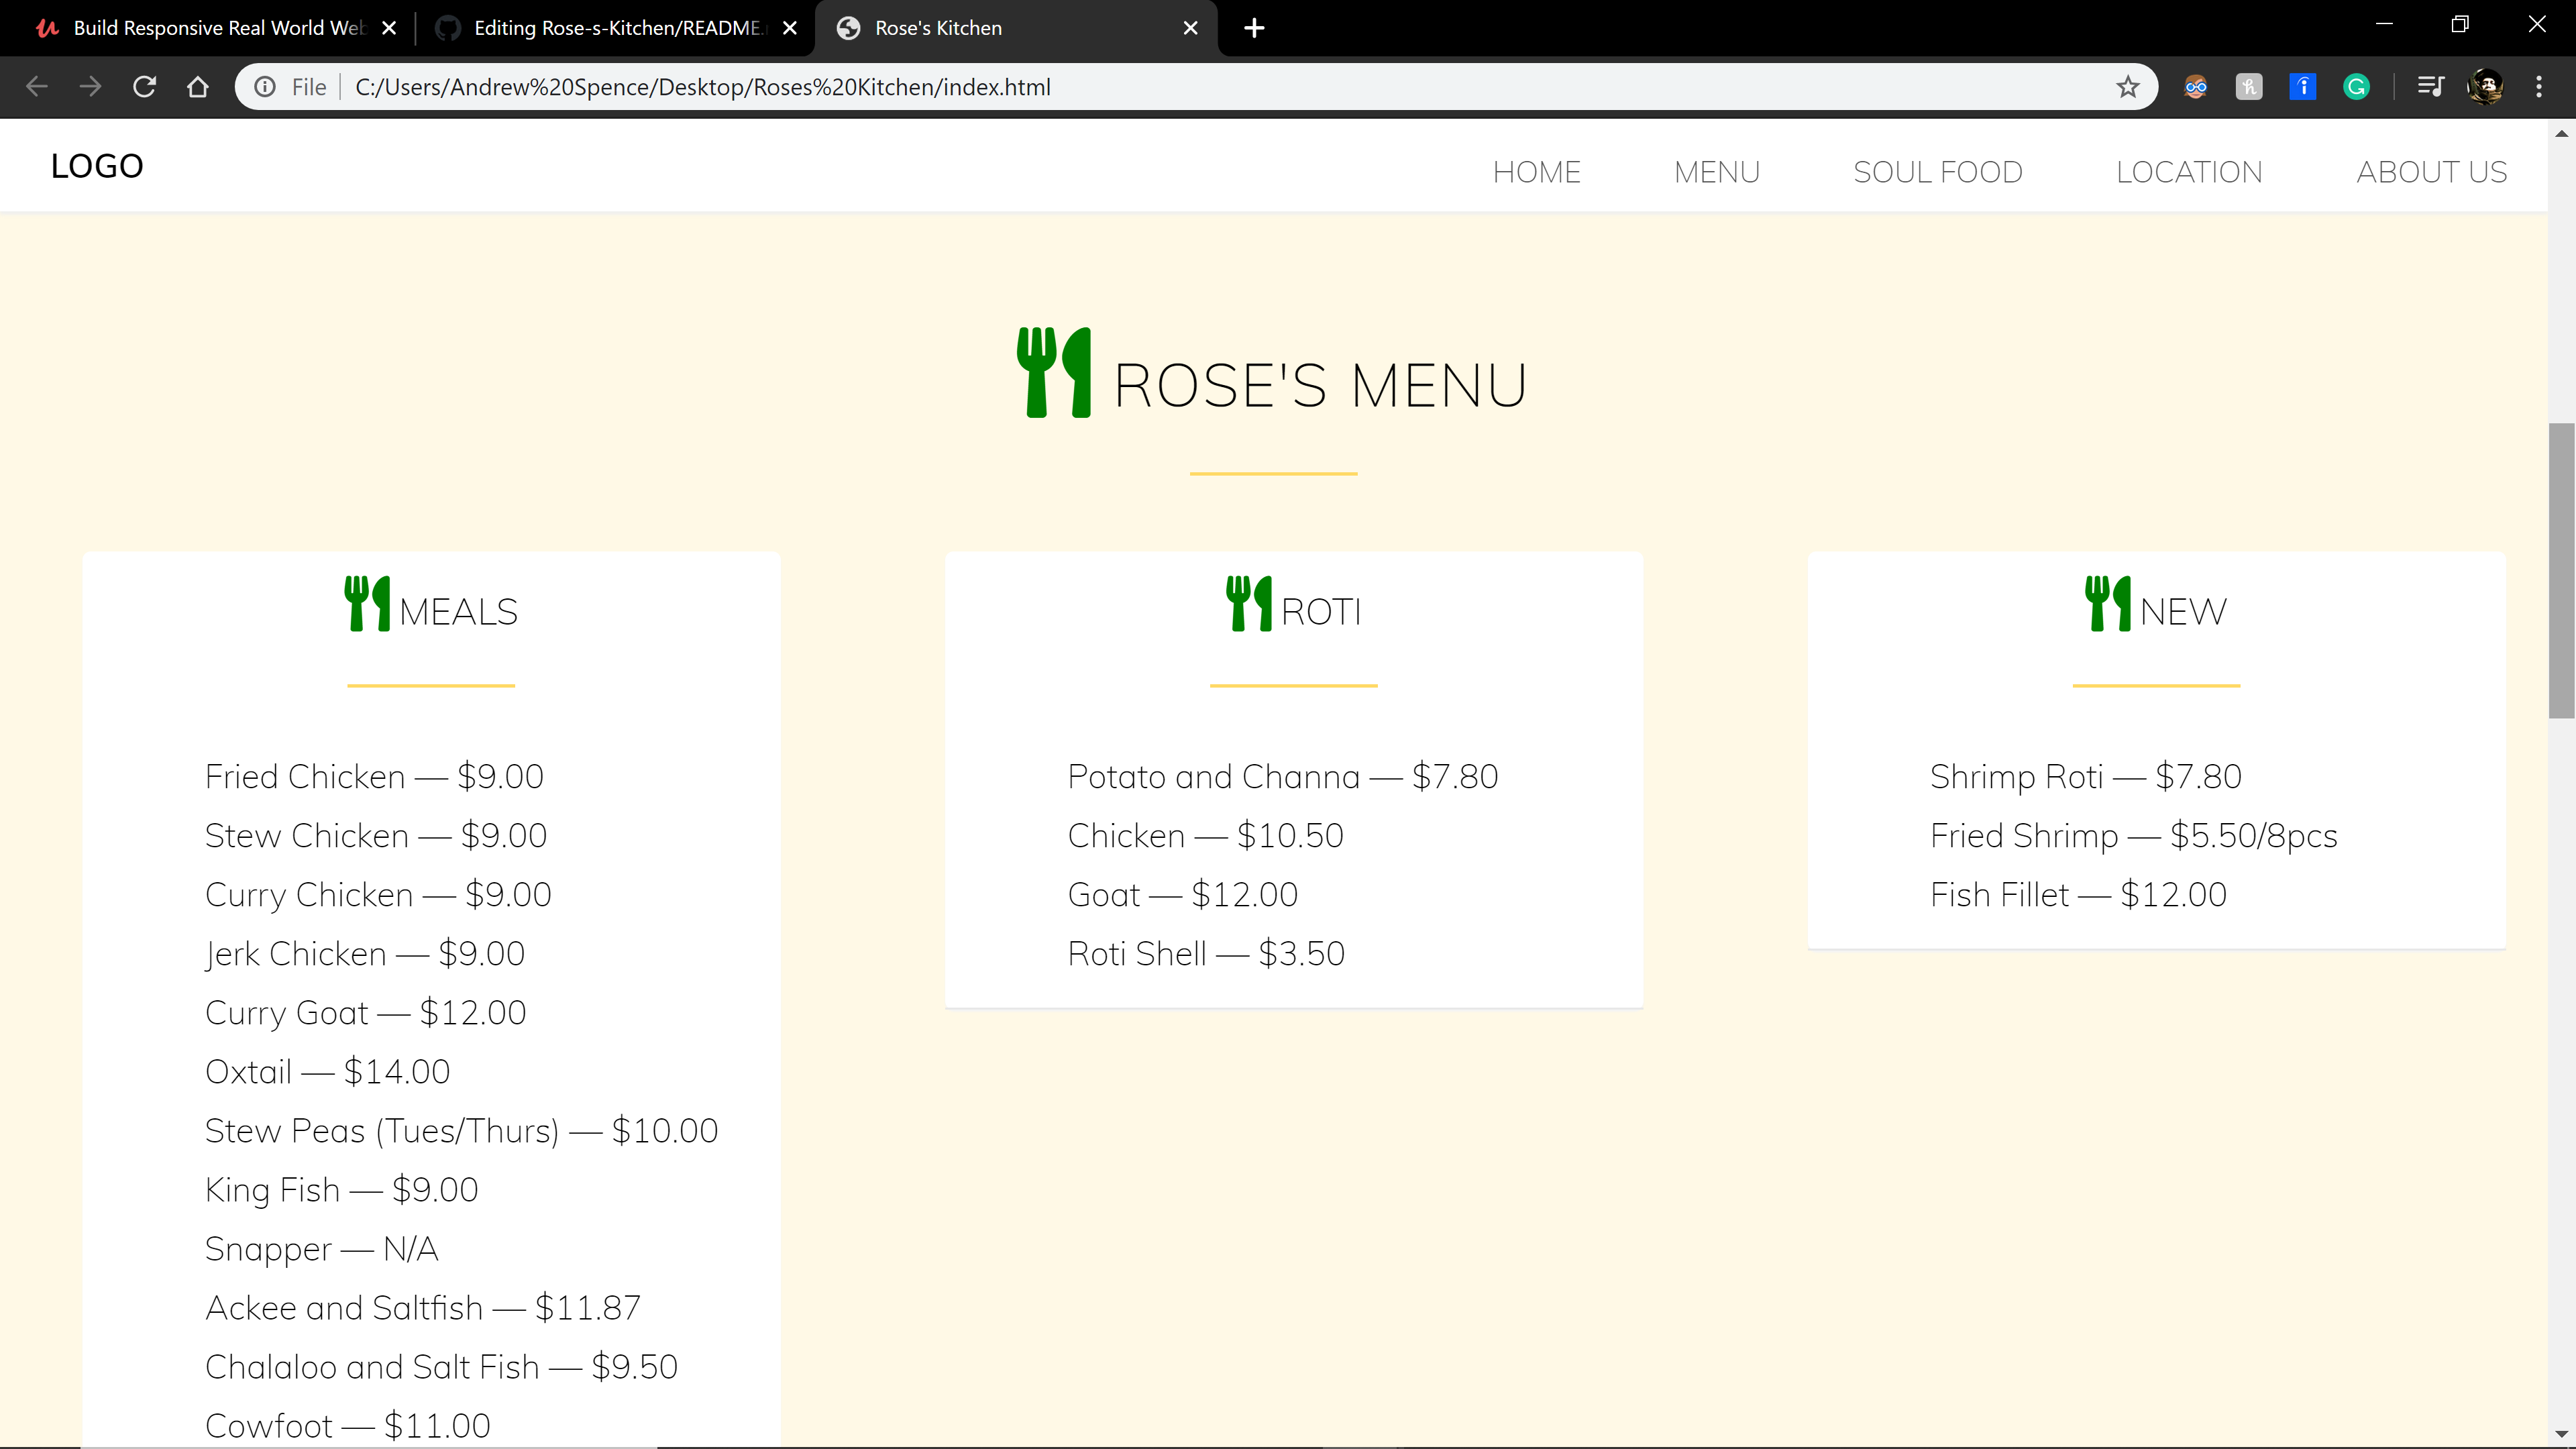 Build Responsive Real World Web
Editing Rose-s-Kitchen/README.
Rose's Kitchen
File
C:/Users/Andrew%20Spence/Desktop/Roses%20Kitchen/index.html
LOGO
HOME
MENU
SOUL FOOD
LOCATION
ABOUT US
ROSE'S MENU
MEALS
Fried Chicken — $9.00
Stew Chicken — $9.00
Curry Chicken — $9.00
Jerk Chicken — $9.00
Curry Goat — $12.00
Oxtail — $14.00
Stew Peas (Tues/Thurs) — $10.00
King Fish — $9.00
Snapper — N/A
Ackee and Saltfish — $11.87
Chalaloo and Salt Fish — $9.50
Cowfoot — $11.00
ROTI
Potato and Channa — $7.80
Chicken — $10.50
Goat — $12.00
Roti Shell — $3.50
NEW
Shrimp Roti — $7.80
Fried Shrimp — $5.50/8pcs
Fish Fillet — $12.00